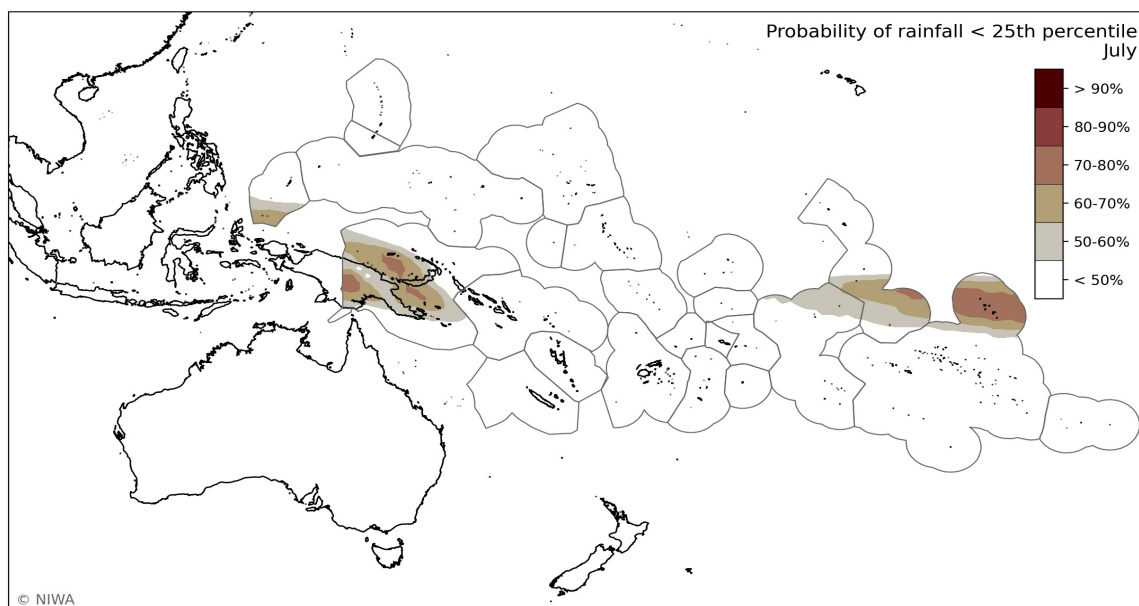 Probability of rainfall < 25th percentile
July
> 90%
80-90%
70-80%
60-70%
50-60%
< 50%
© NIWA